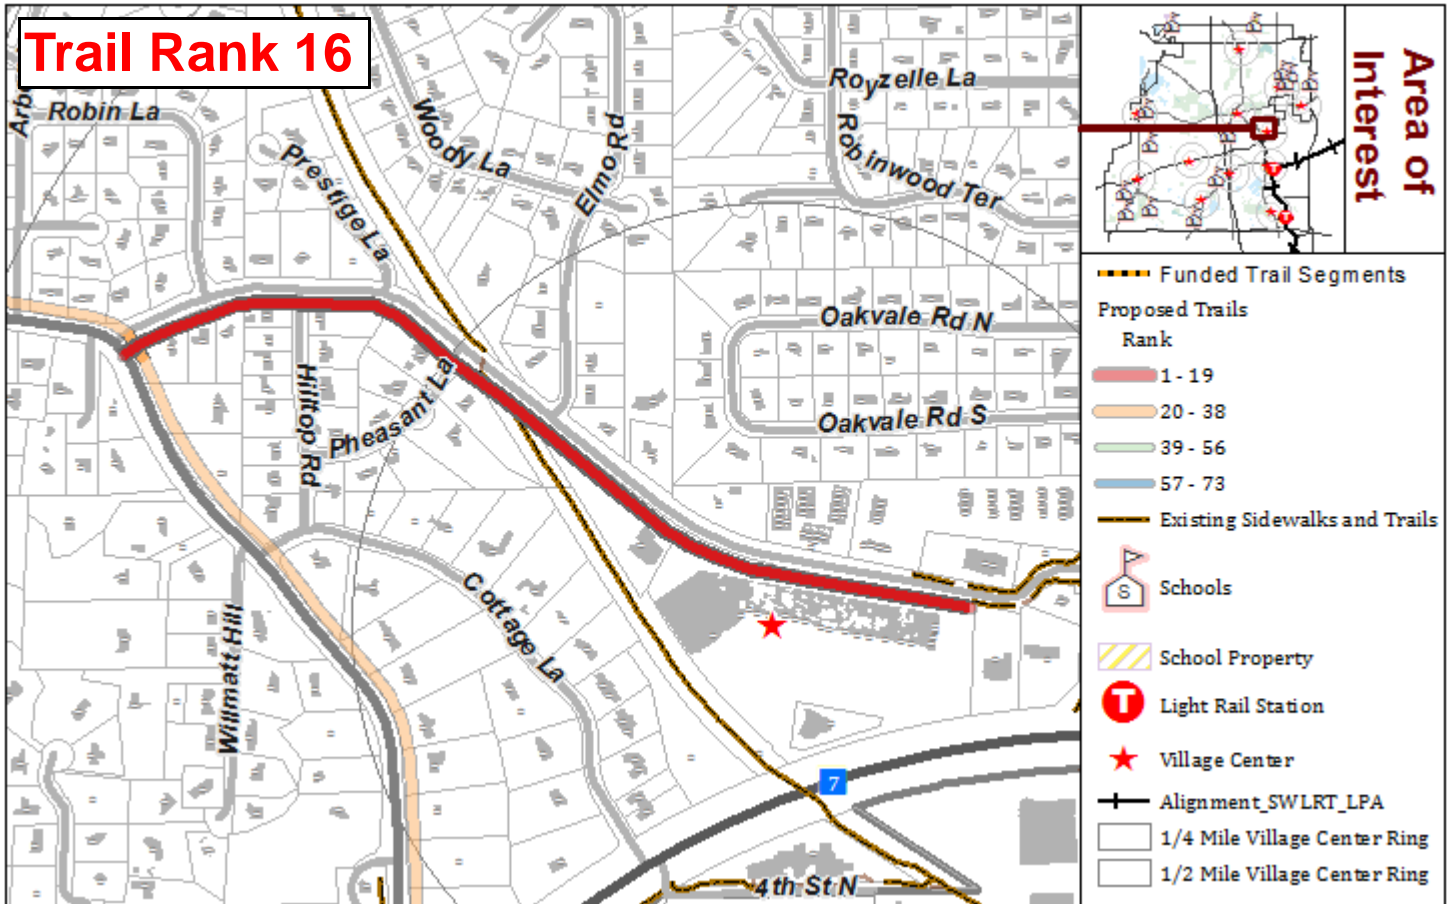 Trail Rank 16
Robin La
Woody La
Elmo Rd
Royzelle La
Robinwood Ter
Prestige La
Oakvale Rd N
Oakvale Rd S
Hilltop Rd
Pheasant La
Cottage La
Willmatt Hill
7
4th St N
Area of
Interest
T
T
Funded Trail Segments
Proposed Trails
Rank
1 - 19
20 - 38
39 - 56
57 - 73
Existing Sidewalks and Trails
S
Schools
School Property
T
Light Rail Station
Village Center
Alignment_SWLRT_LPA
1/4 Mile Village Center Ring
1/2 Mile Village Center Ring